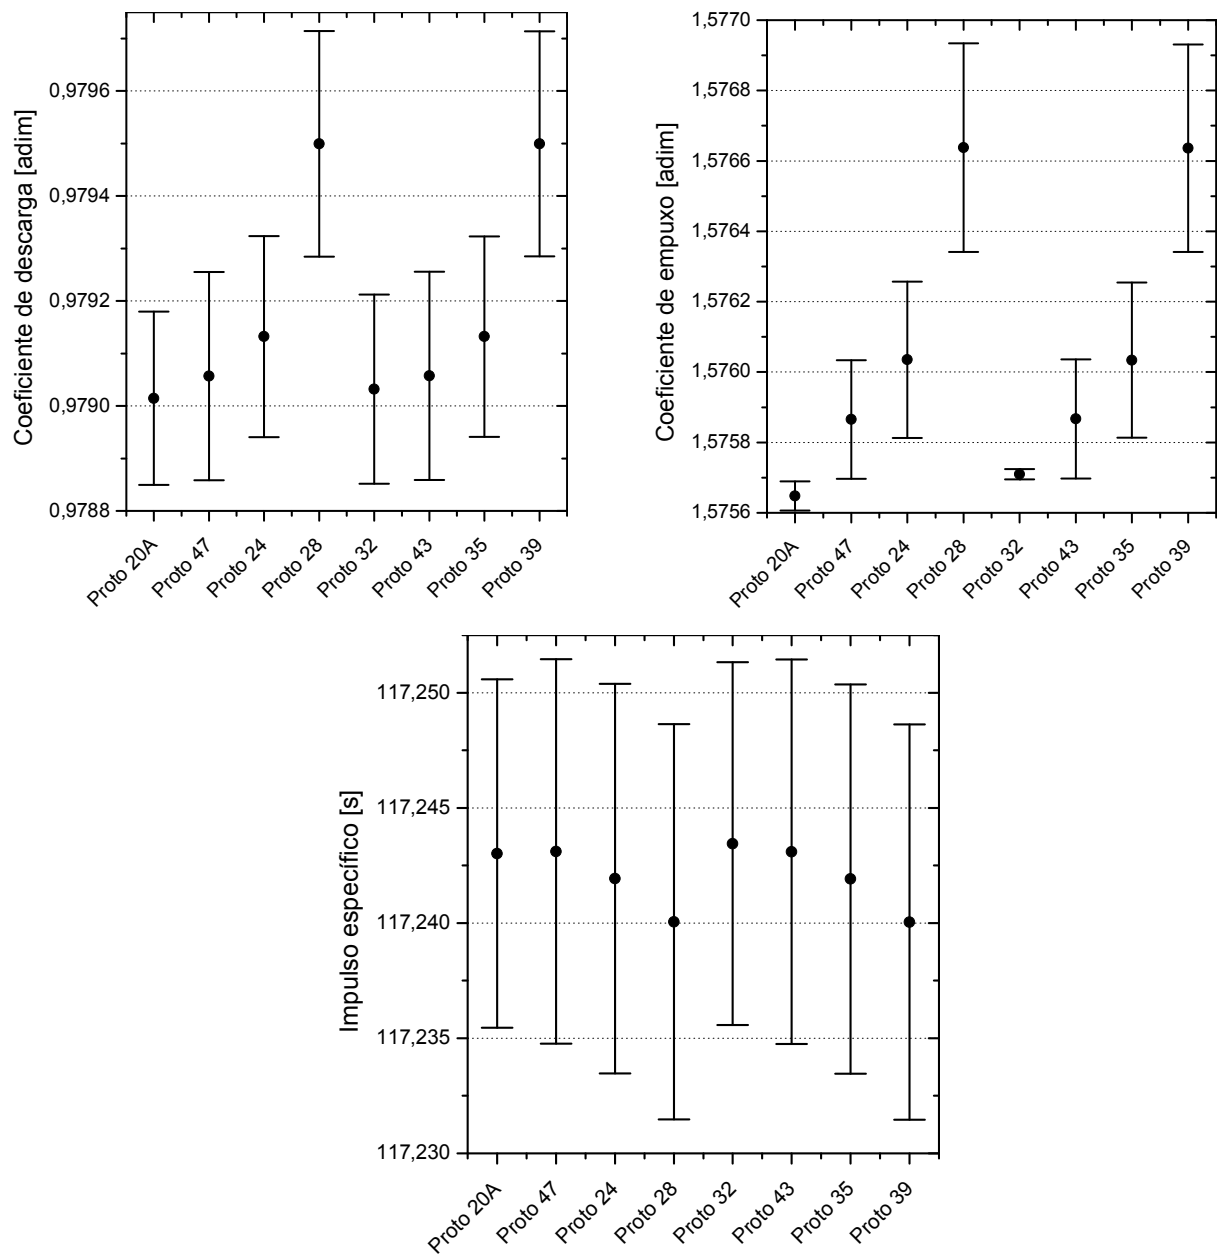 Coeficiente de descarga [adim]
0,9796
0,9794
0,9792
0,9790
0,9788
Proto 20A
Proto 47
Proto 24
Proto 28
Proto 32
Proto 43
Proto 35
Proto 39
Coeficiente de empuxo [adim]
1,5770
1,5768
1,5766
1,5764
1,5762
1,5760
1,5758
1,5756
Proto 20A
Proto 47
Proto 24
Proto 28
Proto 32
Proto 43
Proto 35
Proto 39
Impulso específico [s]
117,250
117,245
117,240
117,235
117,230
Proto 20A
Proto 47
Proto 24
Proto 28
Proto 32
Proto 43
Proto 35
Proto 39